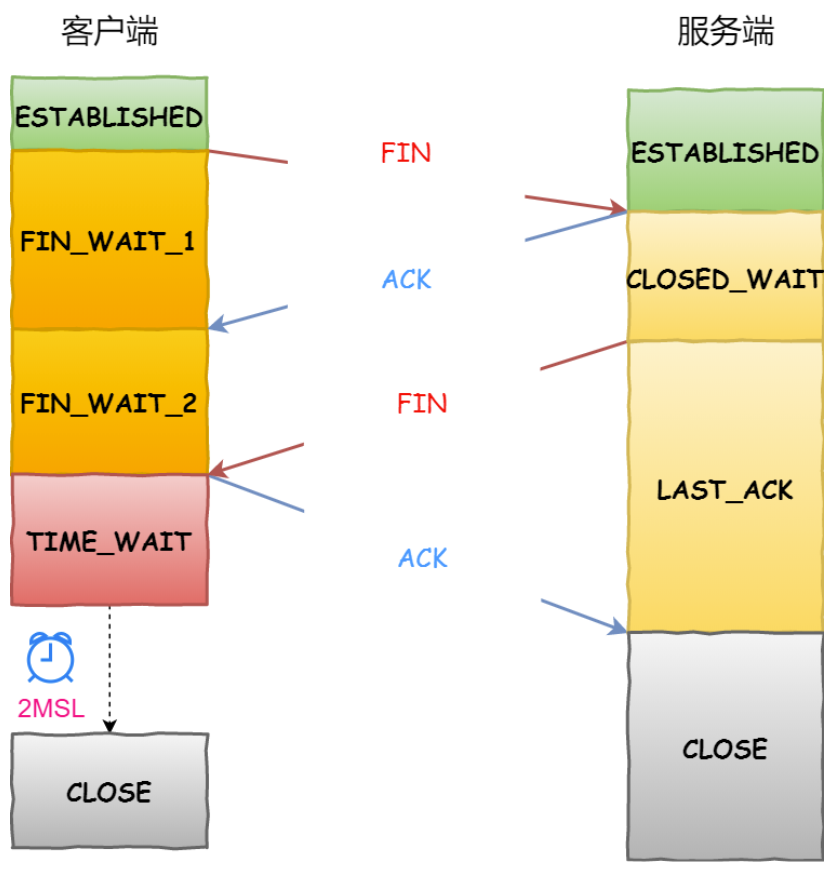 客户端
服务端
ESTABLISHED
ESTABLISHED
FIN
FIN_WAIT_1
ACK
CLOSED_WAIT
FIN_WAIT_2
FIN
LAST_ACK
TIME_WAIT
ACK
2MSL
CLOSE
CLOSE